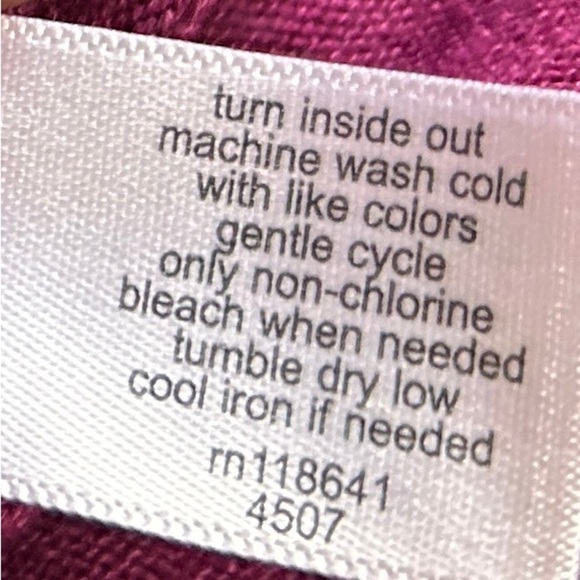 turn inside out
machine wash cold
with like colors
gentle cycle
only non-chlorine
bleach when needed
tumble dry low
cool iron if needed
rn118641
4507